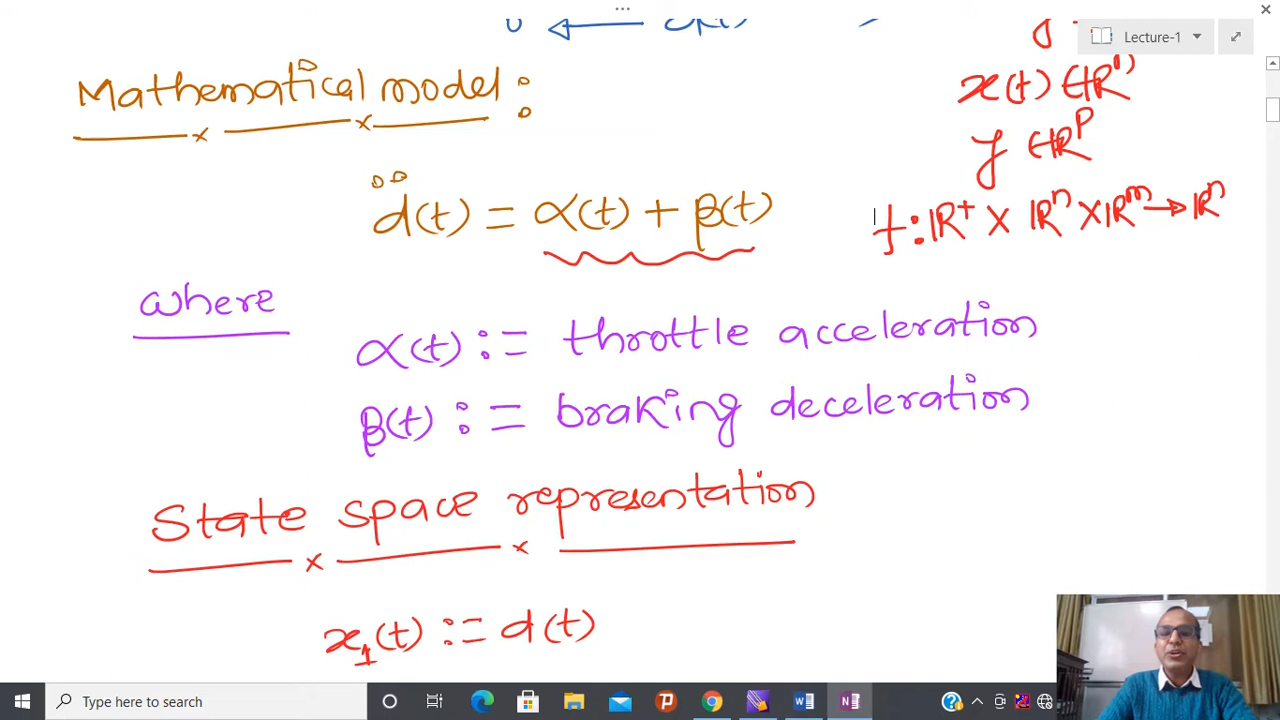 Lecture-1
x(t) ∈ ℝⁿ
Mathematical model :
y ∈ ℝᵖ
d̈(t) = α(t) + β(t)
f : ℝ⁺ × ℝⁿ × ℝᵐ → ℝⁿ
where
α(t) := throttle acceleration
β(t) := braking deceleration
State space representation
x₁(t) := d(t)
Type here to search